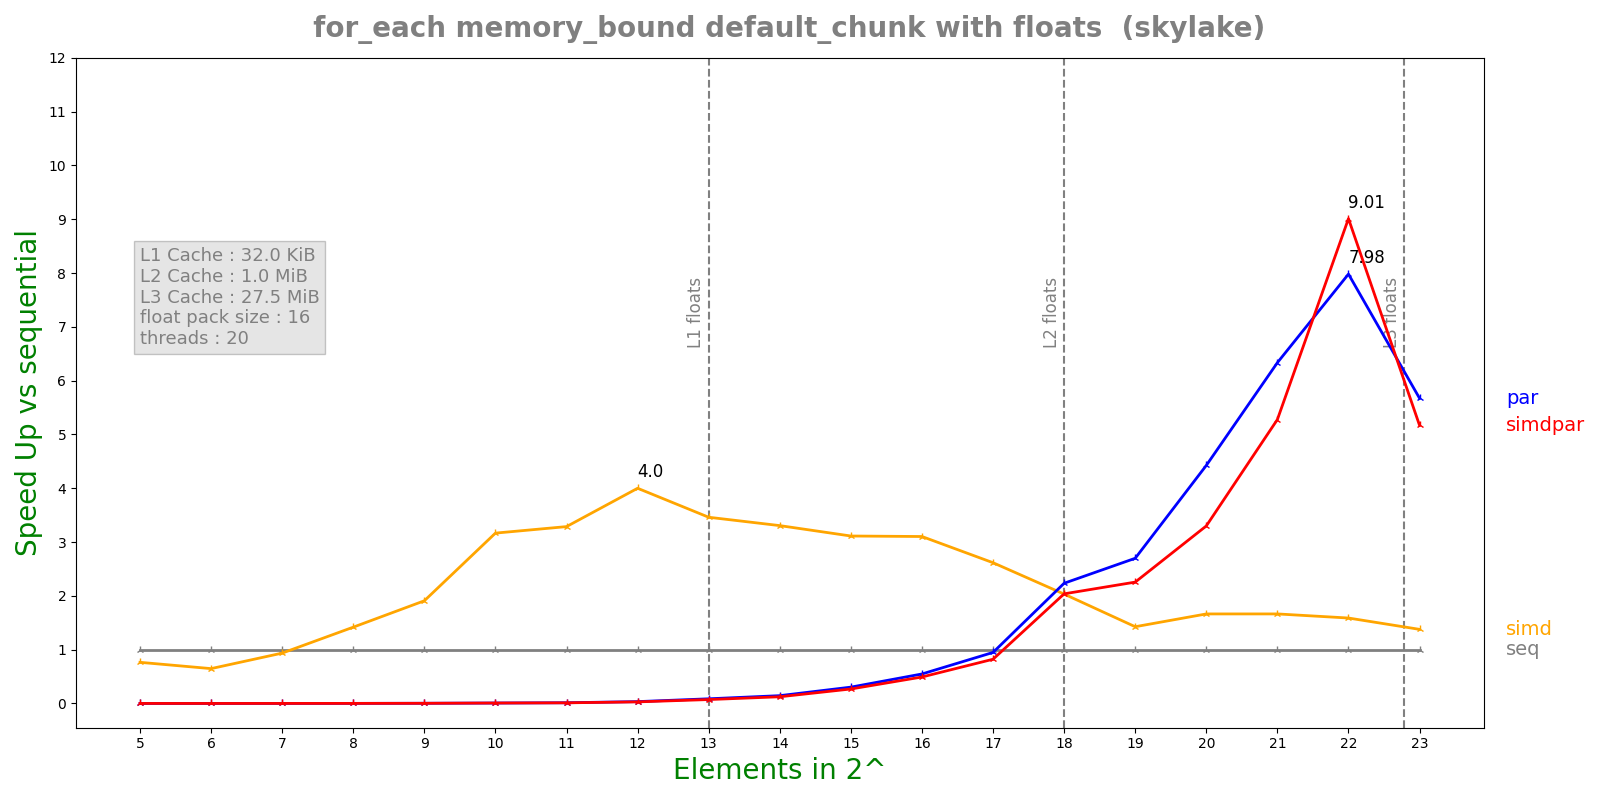 for_each memory_bound default_chunk with floats (skylake)
Speed Up vs sequential
12
11
10
9
8
7
6
5
4
3
2
1
0
L1 Cache : 32.0 KiB
L2 Cache : 1.0 MiB
L3 Cache : 27.5 MiB
float pack size : 16
threads : 20
4.0
9.01
7.98
L1 floats
L2 floats
L3 floats
par
simdpar
simd
seq
5 6 7 8 9 10 11 12 13 14 15 16 17 18 19 20 21 22 23
Elements in 2^